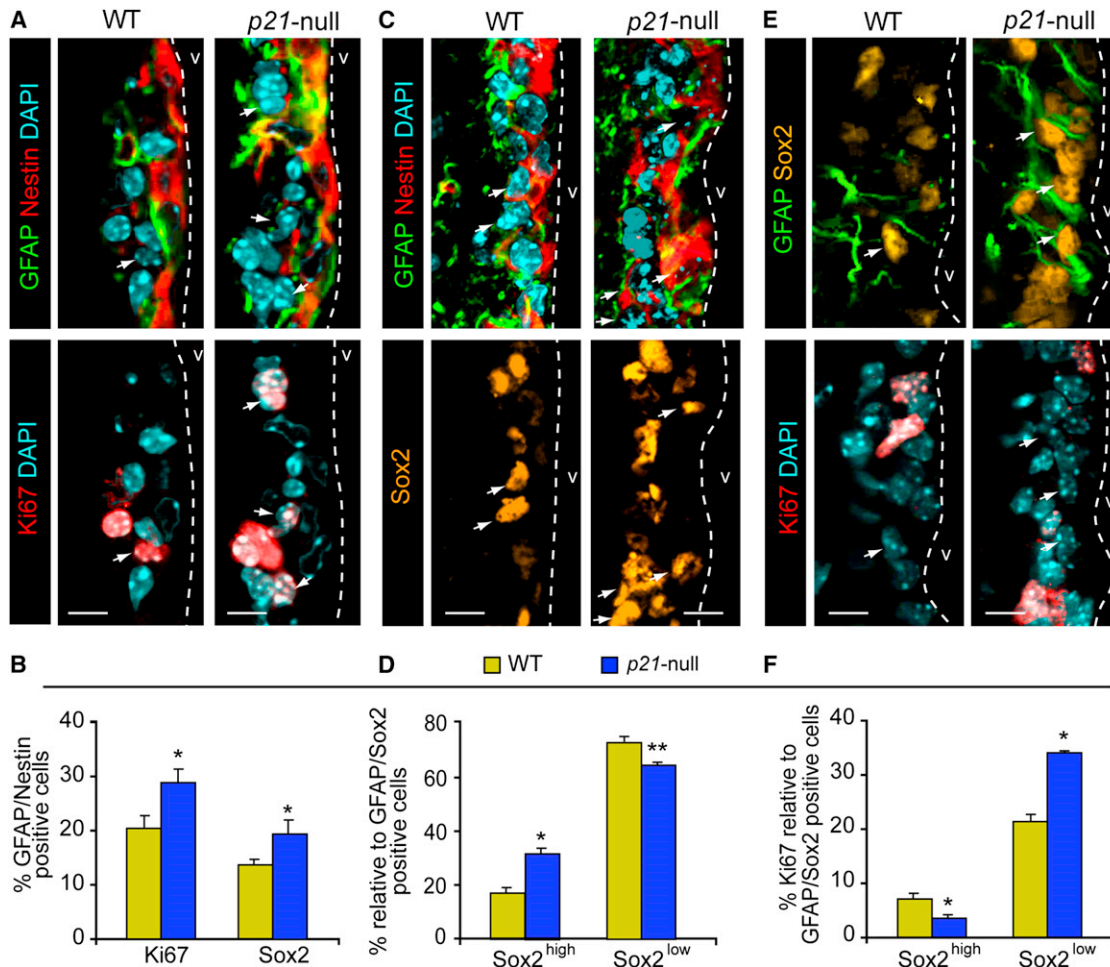 A WT p21-null C WT p21-null E WT p21-null
GFAP Nestin DAPI
v
v
GFAP Nestin DAPI
v
v
GFAP Sox2
v
v
Ki67 DAPI
v
v
Sox2
v
v
Ki67 DAPI
v
v
B D WT p21-null F
% GFAP/Nestin
positive cells
40
30
20
10
0
*
*
Ki67 Sox2
% relative to GFAP/Sox2
positive cells
80
60
40
20
0
*
**
Sox2high Sox2low
% Ki67 relative to
GFAP/Sox2 positive cells
40
30
20
10
0
*
*
Sox2high Sox2low